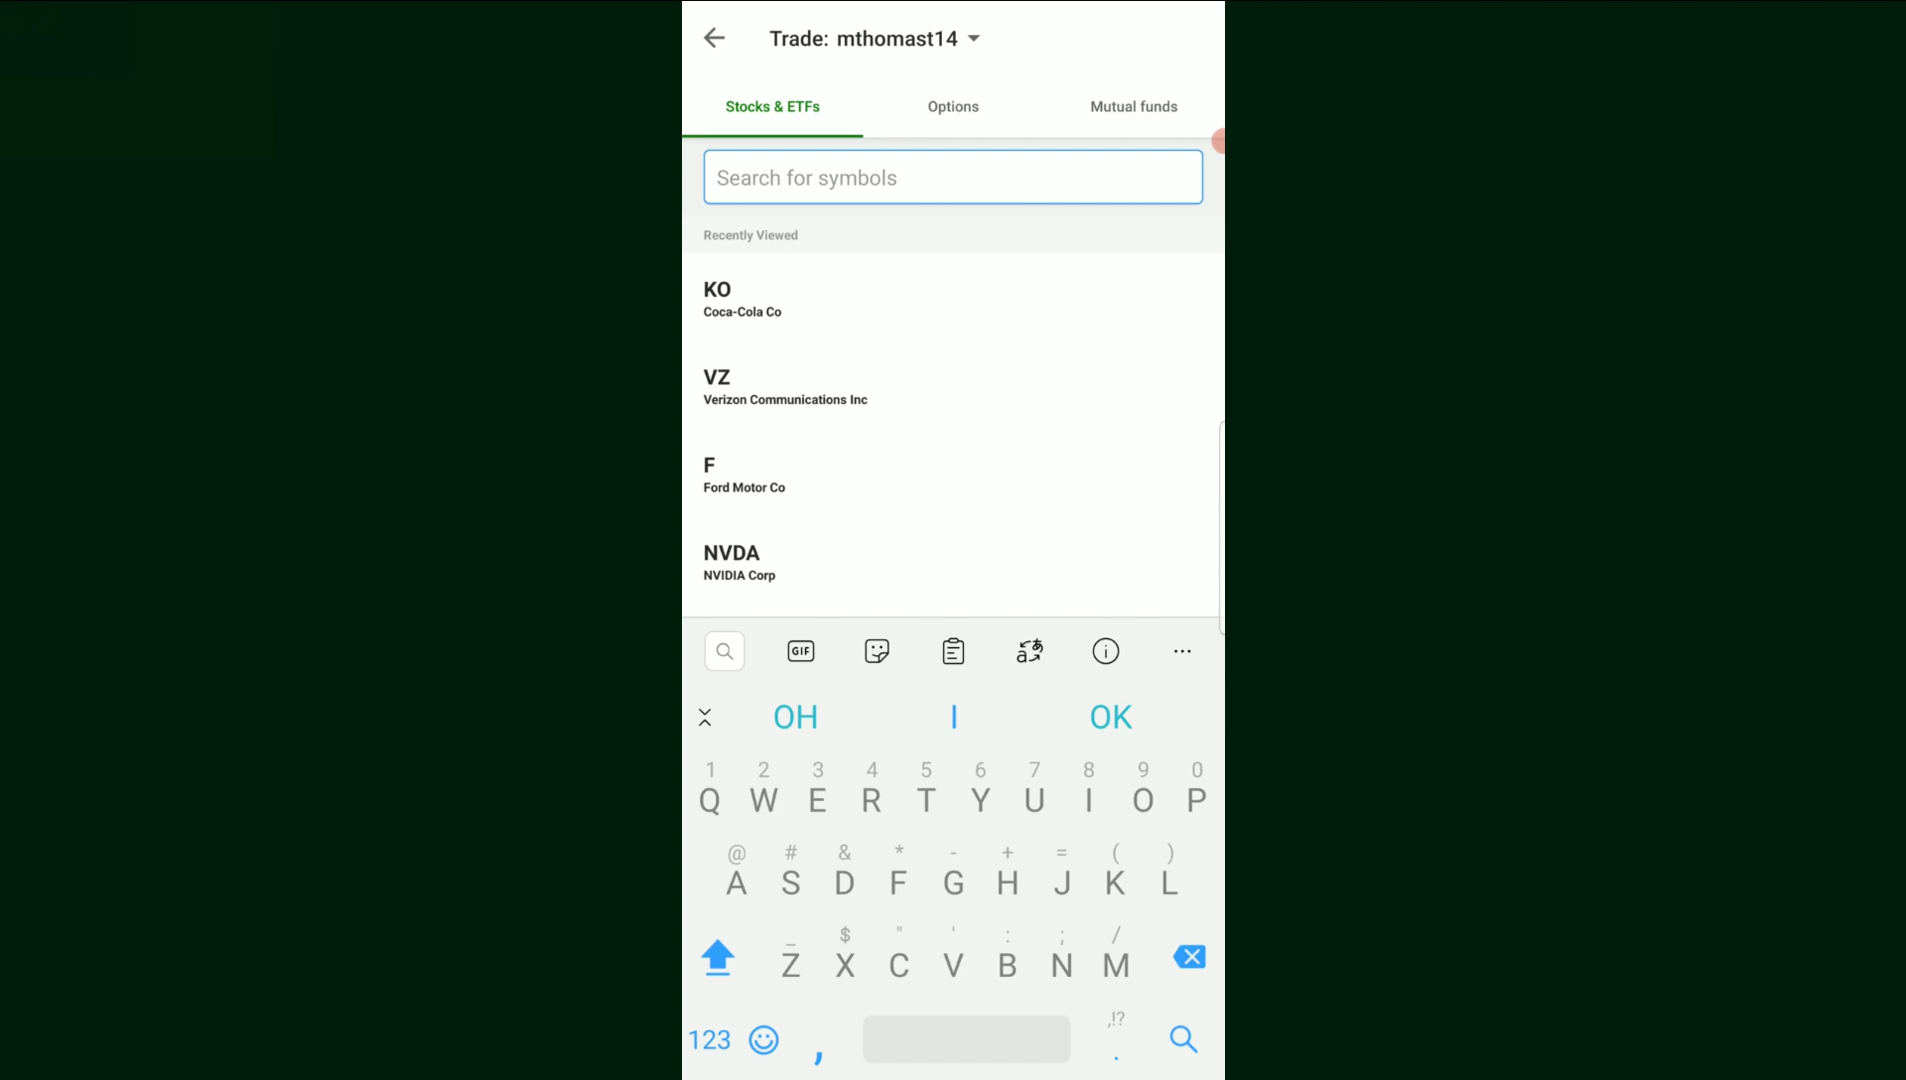 Trade: mthomast14
Stocks & ETFs Options Mutual funds
Search for symbols
Recently Viewed
KO
Coca-Cola Co
VZ
Verizon Communications Inc
F
Ford Motor Co
NVDA
NVIDIA Corp
GIF aあ
OH I OK
1 2 3 4 5 6 7 8 9 0
Q W E R T Y U I O P
@ # & * - + = ( )
A S D F G H J K L
_ $ " ' : ; /
Z X C V B N M
,!?
123 , .